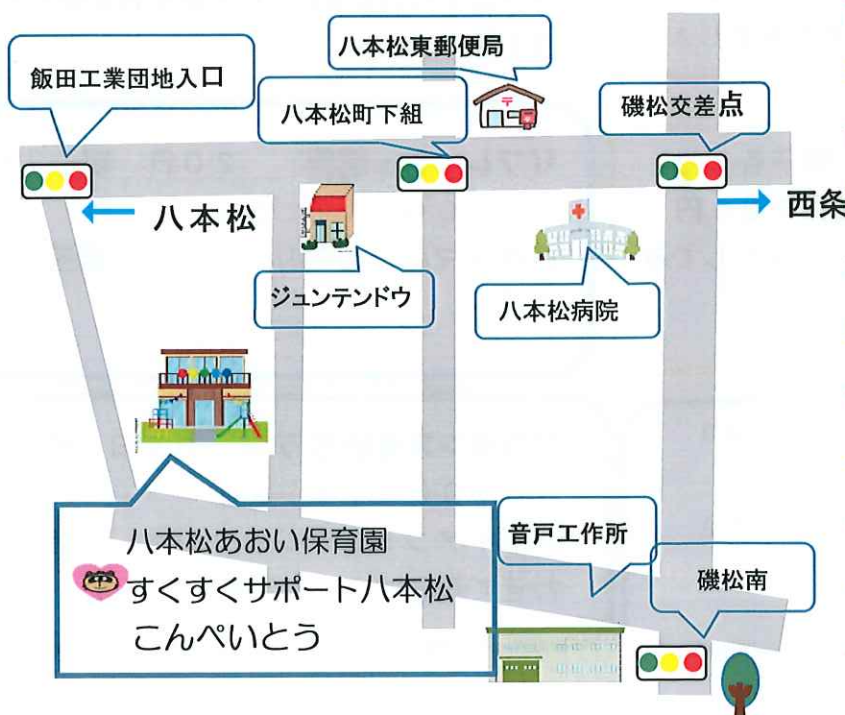 八本松東郵便局
飯田工業団地入口
八本松町下組
磯松交差点
八本松
西条
ジュンテンドウ
八本松病院
八本松あおい保育園
すくすくサポート八本松
こんぺいとう
音戸工作所
磯松南